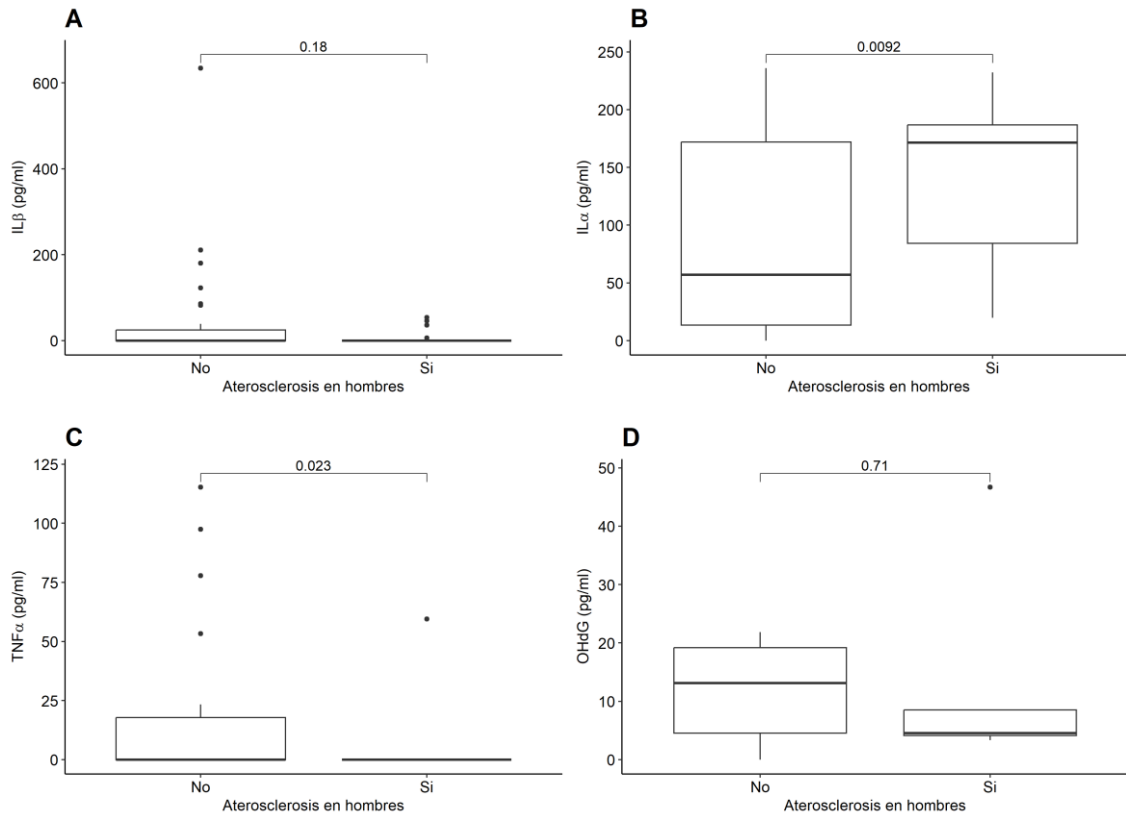 A
0.18
600
400
200
0
ILβ (pg/ml)
No
Si
Aterosclerosis en hombres
B
0.0092
250
200
150
100
50
0
ILα (pg/ml)
No
Si
Aterosclerosis en hombres
C
0.023
125
100
75
50
25
0
TNFα (pg/ml)
No
Si
Aterosclerosis en hombres
D
0.71
50
40
30
20
10
0
OHdG (pg/ml)
No
Si
Aterosclerosis en hombres